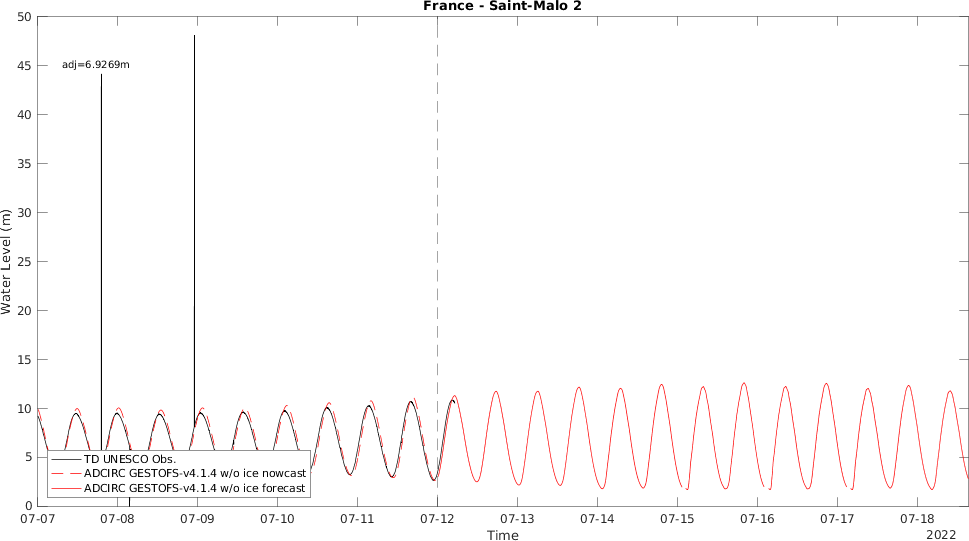 France - Saint-Malo 2
50
45
40
35
30
25
20
15
10
5
0
Water Level (m)
adj=6.9269m
TD UNESCO Obs.
ADCIRC GESTOFS-v4.1.4 w/o ice nowcast
ADCIRC GESTOFS-v4.1.4 w/o ice forecast
07-07 07-08 07-09 07-10 07-11 07-12 07-13 07-14 07-15 07-16 07-17 07-18
Time
2022